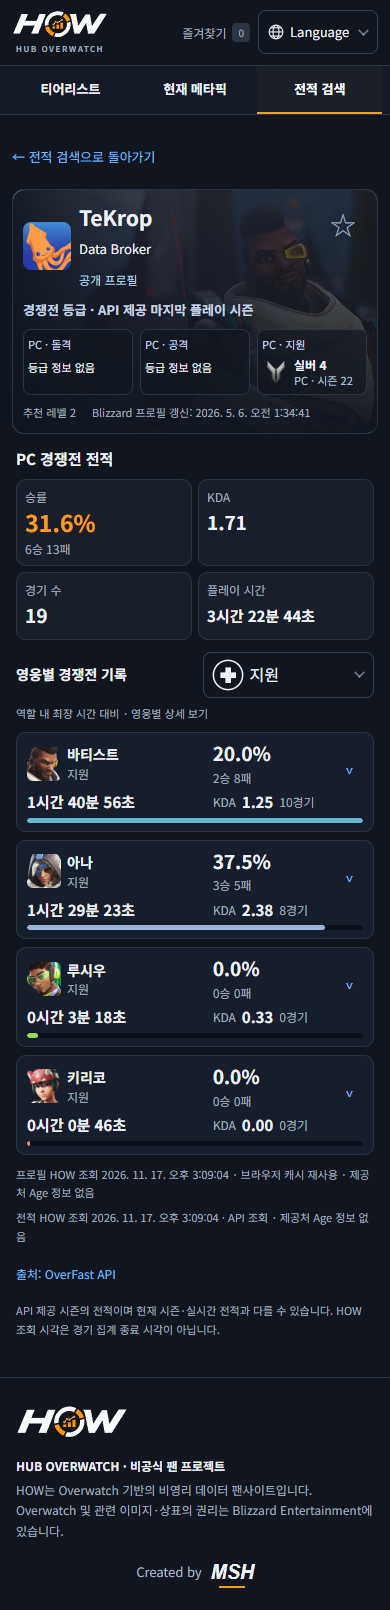 HOW
HUB OVERWATCH
즐겨찾기 0
Language
티어리스트 현재 메타픽 전적 검색
← 전적 검색으로 돌아가기
TeKrop
Data Broker
공개 프로필
경쟁전 등급 · API 제공 마지막 플레이 시즌
PC · 돌격
등급 정보 없음
PC · 공격
등급 정보 없음
PC · 지원
실버 4
PC · 시즌 22
추천 레벨 2 Blizzard 프로필 갱신: 2026. 5. 6. 오전 1:34:41
PC 경쟁전 전적
승률
31.6%
6승 13패
KDA
1.71
경기 수
19
플레이 시간
3시간 22분 44초
영웅별 경쟁전 기록
지원
역할 내 최장 시간 대비 · 영웅별 상세 보기
바티스트
지원
20.0%
2승 8패
v
1시간 40분 56초
KDA 1.25 10경기
아나
지원
37.5%
3승 5패
v
1시간 29분 23초
KDA 2.38 8경기
루시우
지원
0.0%
0승 0패
v
0시간 3분 18초
KDA 0.33 0경기
키리코
지원
0.0%
0승 0패
v
0시간 0분 46초
KDA 0.00 0경기
프로필 HOW 조회 2026. 11. 17. 오후 3:09:04 · 브라우저 캐시 재사용 · 제공
처 Age 정보 없음
전적 HOW 조회 2026. 11. 17. 오후 3:09:04 · API 조회 · 제공처 Age 정보 없
음
출처: OverFast API
API 제공 시즌의 전적이며 현재 시즌·실시간 전적과 다를 수 있습니다. HOW
조회 시각은 경기 집계 종료 시각이 아닙니다.
HOW
HUB OVERWATCH · 비공식 팬 프로젝트
HOW는 Overwatch 기반의 비영리 데이터 팬사이트입니다.
Overwatch 및 관련 이미지·상표의 권리는 Blizzard Entertainment에
있습니다.
Created by MSH